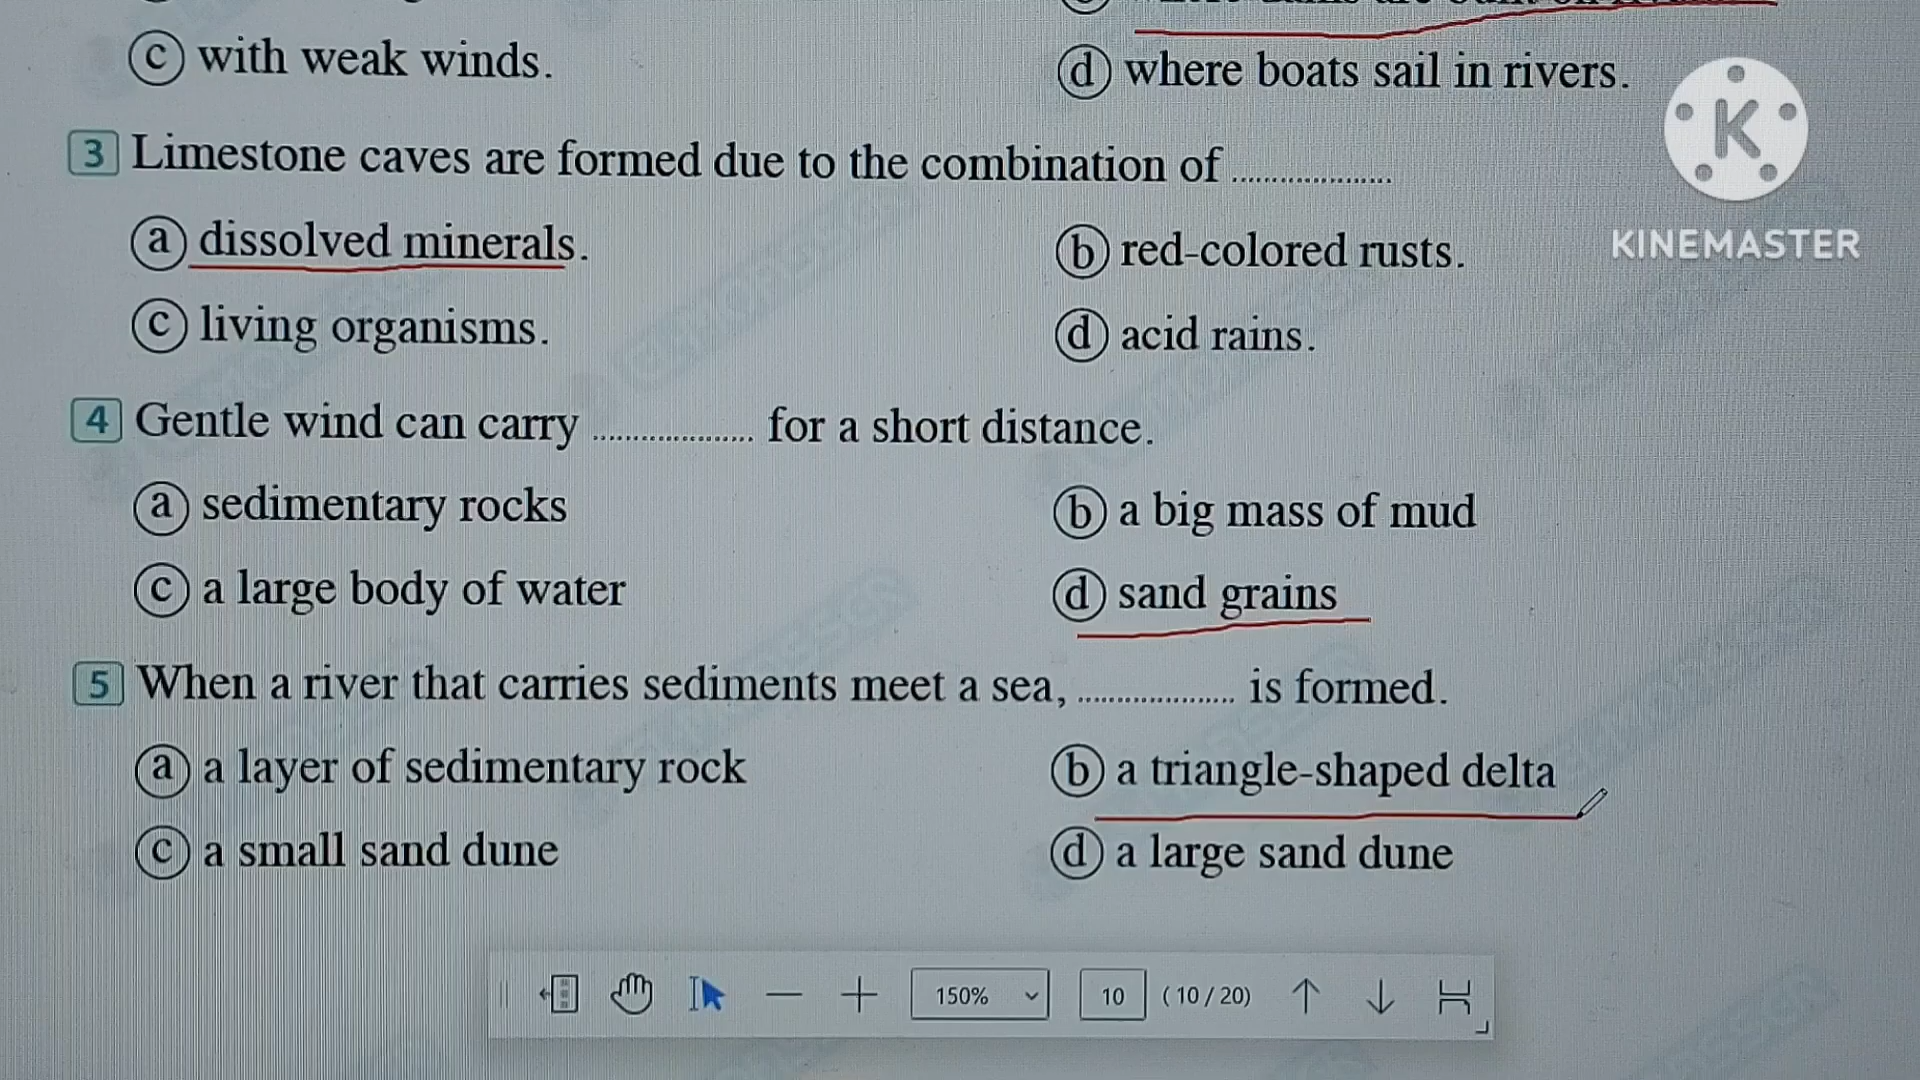 c with weak winds.
d where boats sail in rivers.
3 Limestone caves are formed due to the combination of ....................
a dissolved minerals.
b red-colored rusts.
c living organisms.
d acid rains.
4 Gentle wind can carry .................... for a short distance.
a sedimentary rocks
b a big mass of mud
c a large body of water
d sand grains
5 When a river that carries sediments meet a sea, .................... is formed.
a a layer of sedimentary rock
b a triangle-shaped delta
c a small sand dune
d a large sand dune
K
KINEMASTER
150% 10 (10/20)